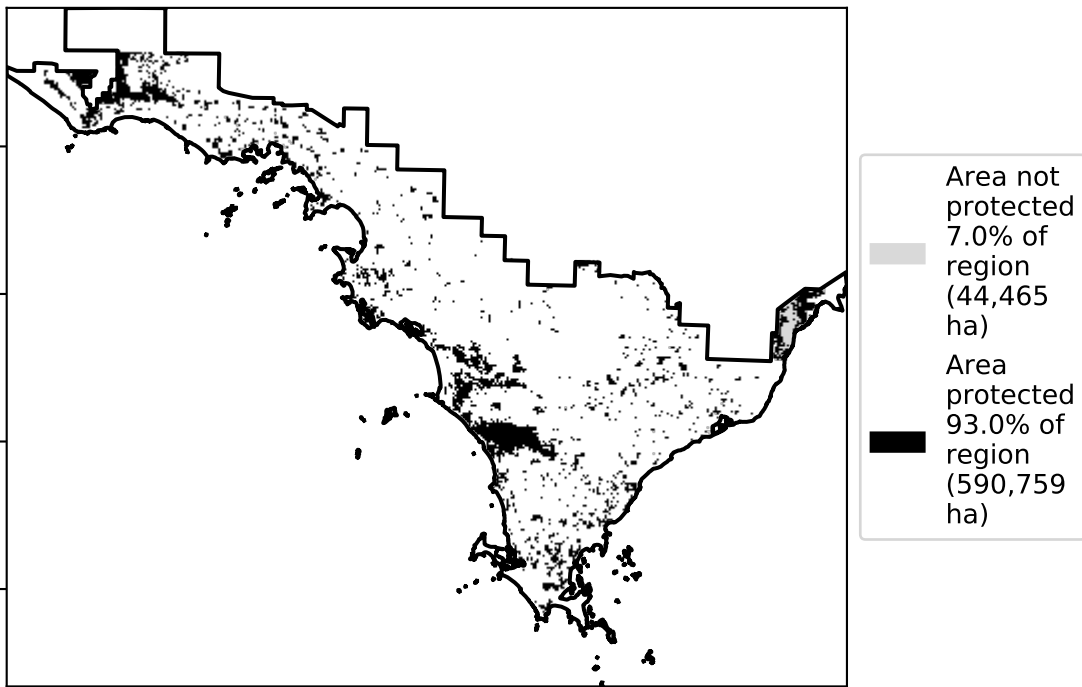 Area not
protected
7.0% of
region
(44,465
ha)
Area
protected
93.0% of
region
(590,759
ha)